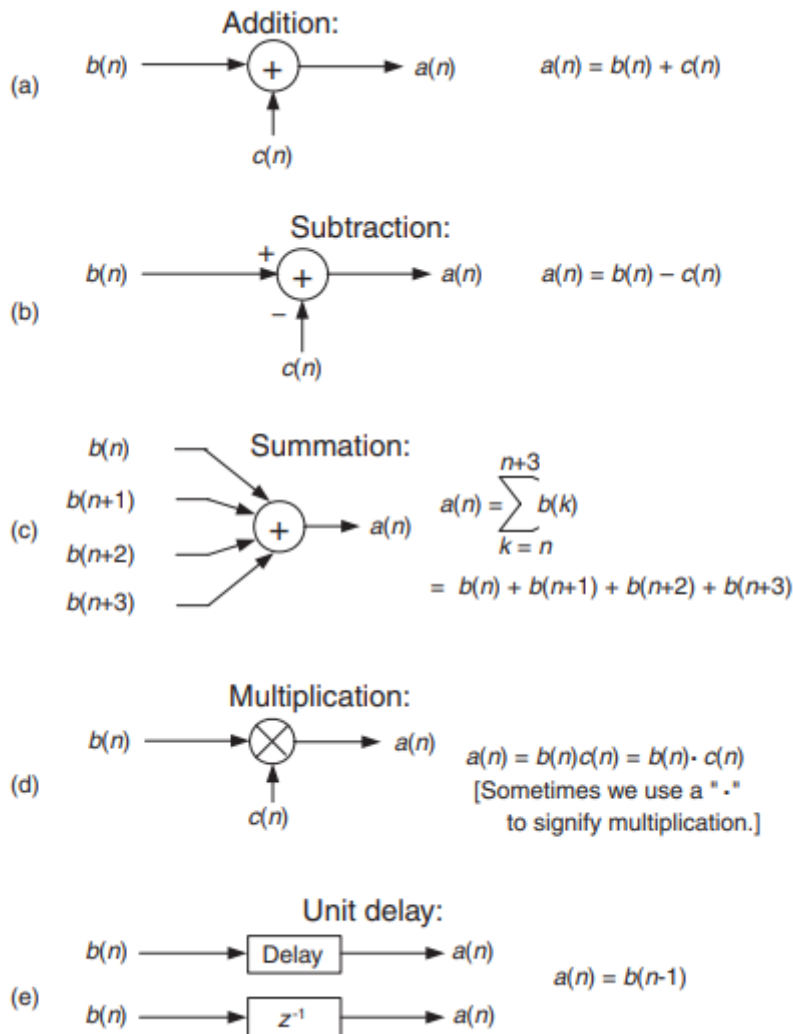 Addition:
(a) b(n) + a(n) a(n) = b(n) + c(n)
c(n)
Subtraction:
(b) b(n) + + a(n) a(n) = b(n) – c(n)
–
c(n)
Summation:
b(n)
b(n+1)
(c) + a(n) a(n) = ∑ b(k)
n+3
k = n
b(n+2)
b(n+3)
= b(n) + b(n+1) + b(n+2) + b(n+3)
Multiplication:
(d) b(n) a(n) a(n) = b(n)c(n) = b(n)· c(n)
c(n)
[Sometimes we use a " · "
to signify multiplication.]
Unit delay:
b(n) Delay a(n)
(e) a(n) = b(n-1)
b(n) z⁻¹ a(n)